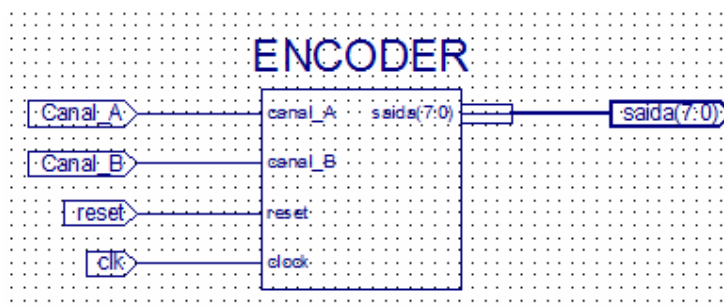 ENCODER
Canal_A canal_A saida(7:0) saida(7:0)
Canal_B canal_B
reset reset
clk clock